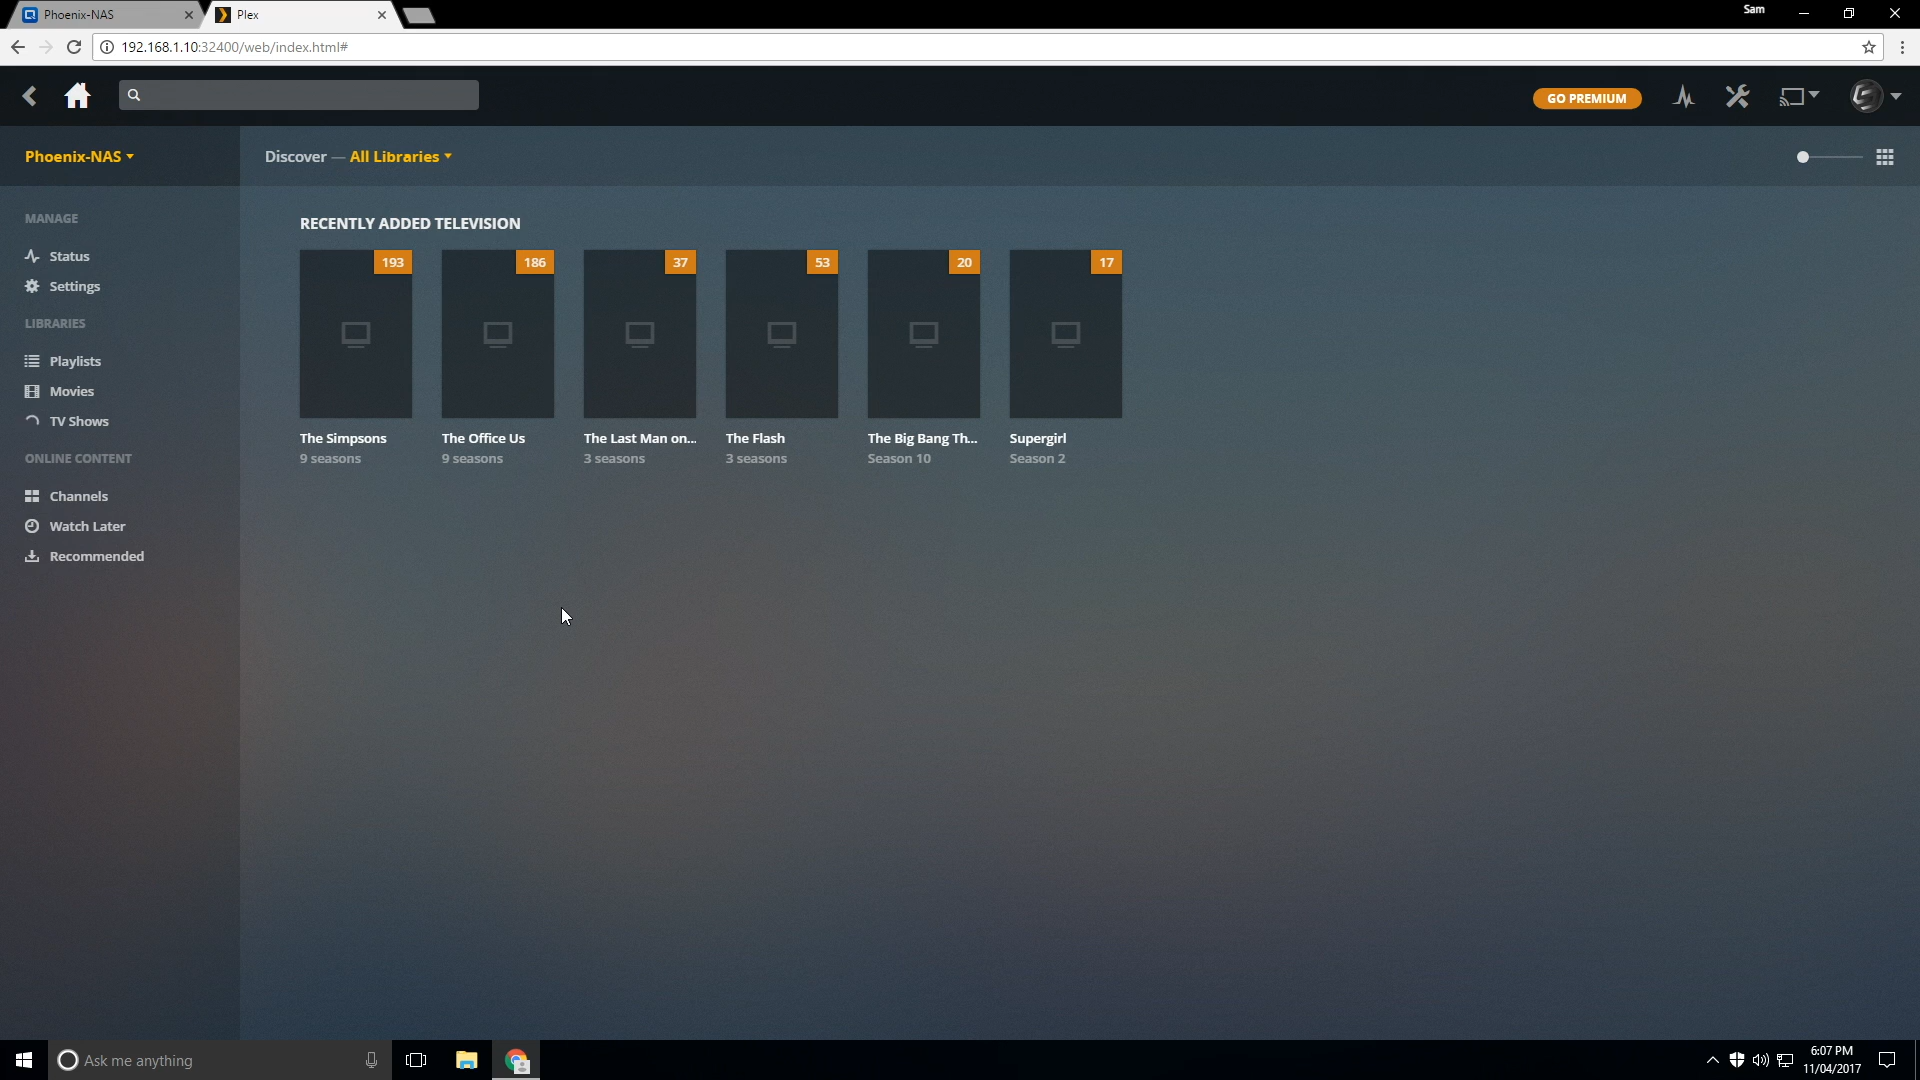 Phoenix-NAS
Plex
Sam
192.168.1.10:32400/web/index.html#
GO PREMIUM
Phoenix-NAS
Discover — All Libraries
MANAGE
Status
Settings
LIBRARIES
Playlists
Movies
TV Shows
ONLINE CONTENT
Channels
Watch Later
Recommended
RECENTLY ADDED TELEVISION
193 186 37 53 20 17
The Simpsons The Office Us The Last Man on... The Flash The Big Bang Th... Supergirl
9 seasons 9 seasons 3 seasons 3 seasons Season 10 Season 2
Ask me anything
6:07 PM
11/04/2017